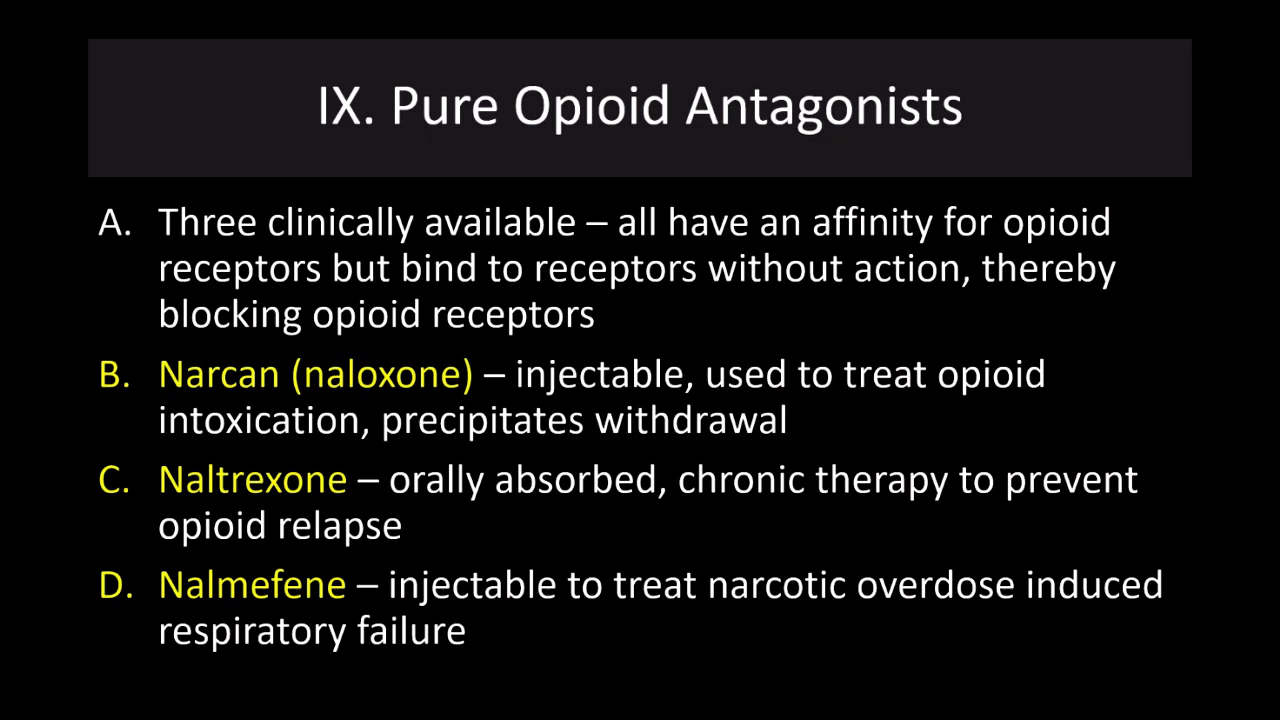 IX. Pure Opioid Antagonists
A. Three clinically available – all have an affinity for opioid
receptors but bind to receptors without action, thereby
blocking opioid receptors
B. Narcan (naloxone) – injectable, used to treat opioid
intoxication, precipitates withdrawal
C. Naltrexone – orally absorbed, chronic therapy to prevent
opioid relapse
D. Nalmefene – injectable to treat narcotic overdose induced
respiratory failure